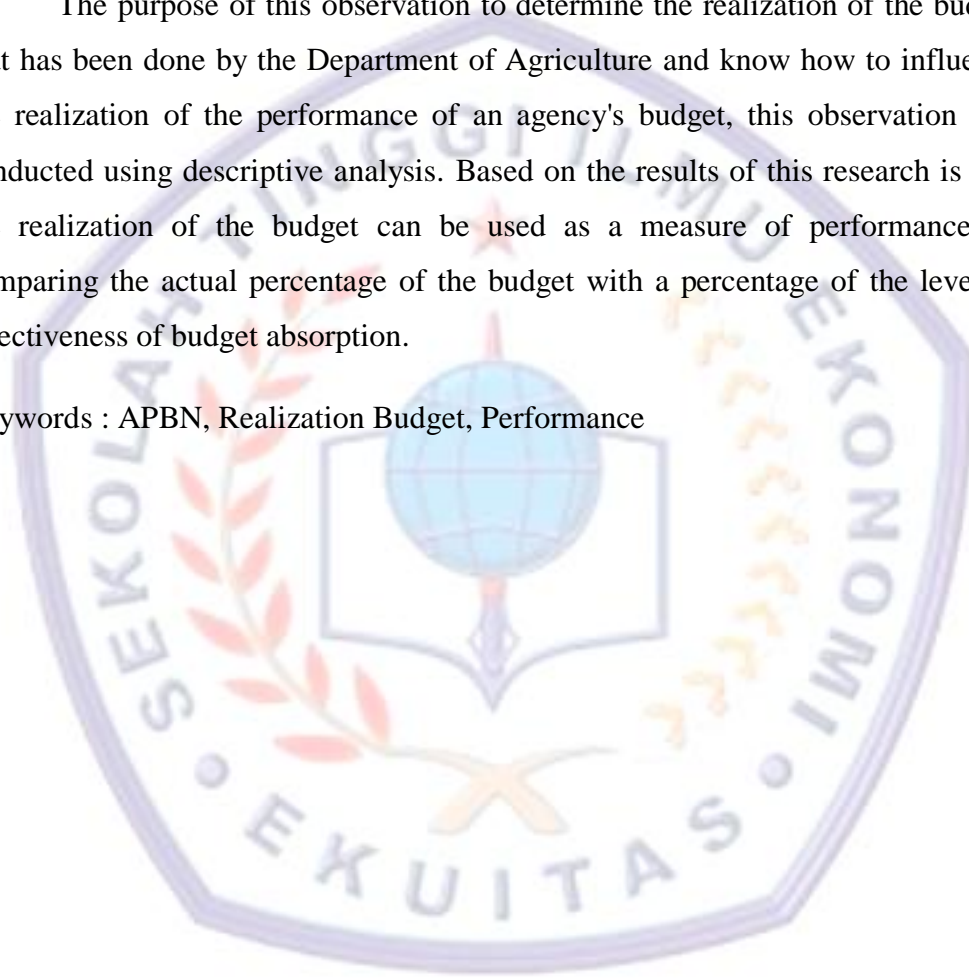 The purpose of this observation to determine the realization of the bud
t has been done by the Department of Agriculture and know how to influe
realization of the performance of an agency's budget, this observation
nducted using descriptive analysis. Based on the results of this research is
realization of the budget can be used as a measure of performance
mparing the actual percentage of the budget with a percentage of the leve
ectiveness of budget absorption.
ywords : APBN, Realization Budget, Performance
SEKOLAH TINGGI ILMU EKONOMI
• EKUITAS •